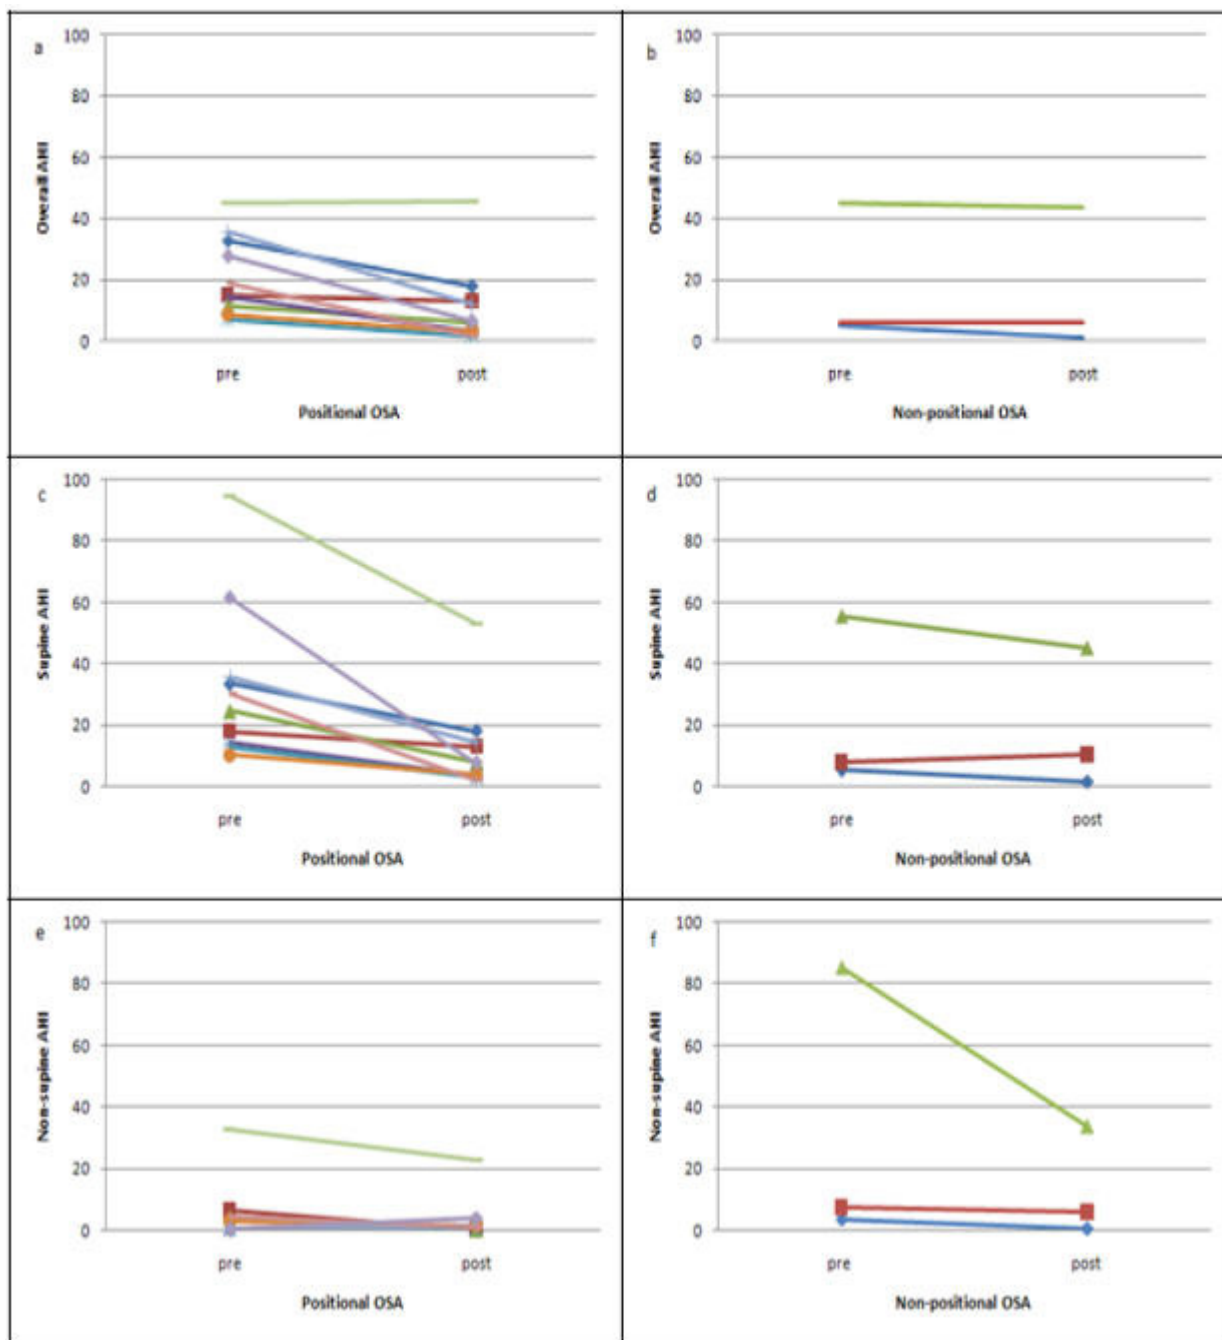 a
100
80
60
40
20
0
Overall AHI
pre post
Positional OSA
b
100
80
60
40
20
0
Overall AHI
pre post
Non-positional OSA
c
100
80
60
40
20
0
Supine AHI
pre post
Positional OSA
d
100
80
60
40
20
0
Supine AHI
pre post
Non-positional OSA
e
100
80
60
40
20
0
Non-supine AHI
pre post
Positional OSA
f
100
80
60
40
20
0
Non-supine AHI
pre post
Non-positional OSA